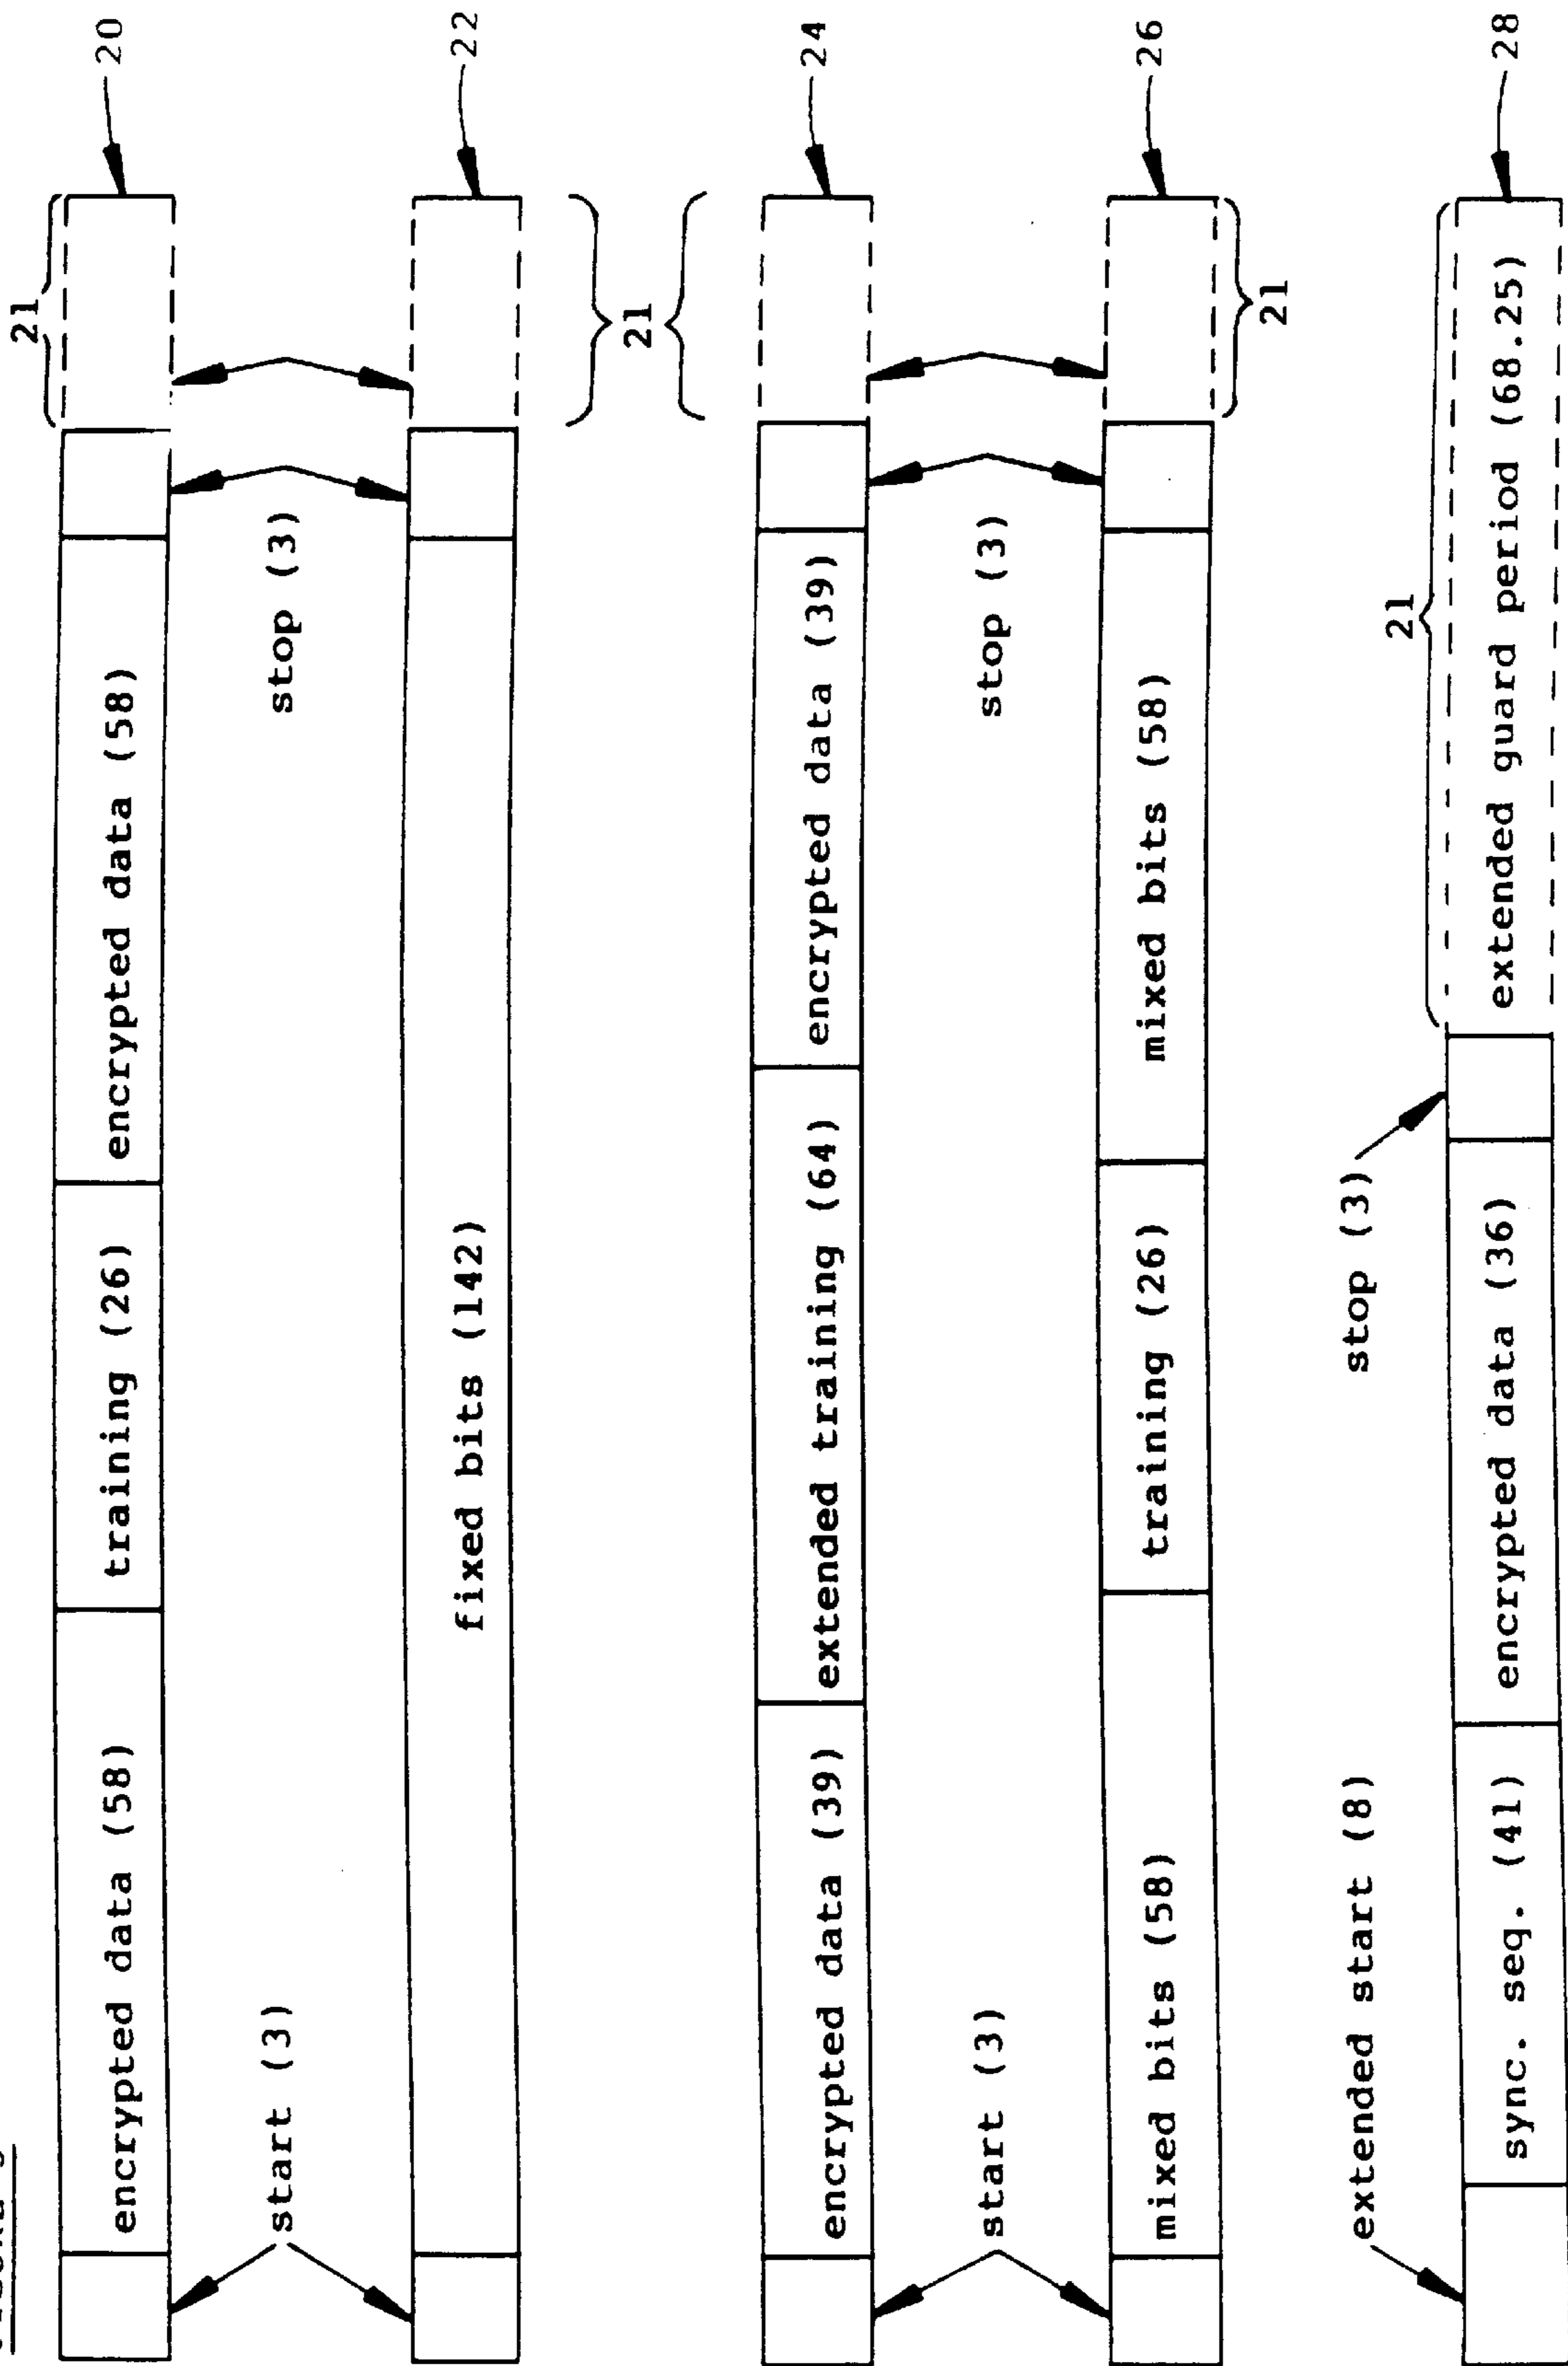 21
20
encrypted data (58) training (26) encrypted data (58)
start (3) stop (3)
22
fixed bits (142)
21
24
encrypted data (39) extended training (64) encrypted data (39)
start (3) stop (3)
26
mixed bits (58) training (26) mixed bits (58)
21
extended start (8) stop (3) 21
28
sync. seq. (41) encrypted data (36) extended guard period (68.25)